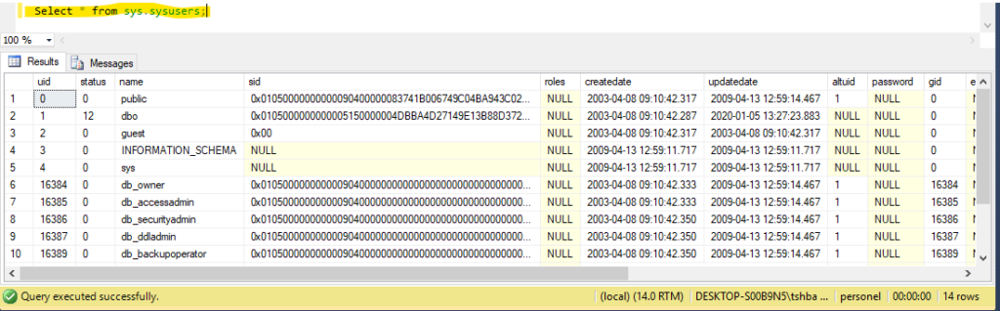 Select * from sys.sysusers;
100 %
Results Messages
uid status name sid roles createdate updatedate altuid password gid e
1 0 0 public 0x01050000000000090400000083741B006749C04BA943C02... NULL 2003-04-08 09:10:42.317 2009-04-13 12:59:14.467 1 NULL 0
2 1 12 dbo 0x0105000000000005150000004DBBA4D27149E13B88D372... NULL 2003-04-08 09:10:42.287 2020-01-05 13:27:23.883 NULL NULL 0
3 2 0 guest 0x00 NULL 2003-04-08 09:10:42.317 2003-04-08 09:10:42.317 NULL NULL 0
4 3 0 INFORMATION_SCHEMA NULL NULL 2009-04-13 12:59:11.717 2009-04-13 12:59:11.717 NULL NULL 0
5 4 0 sys NULL NULL 2009-04-13 12:59:11.717 2009-04-13 12:59:11.717 NULL NULL 0
6 16384 0 db_owner 0x01050000000000090400000000000000000000000000000... NULL 2003-04-08 09:10:42.333 2009-04-13 12:59:14.467 1 NULL 16384
7 16385 0 db_accessadmin 0x01050000000000090400000000000000000000000000000... NULL 2003-04-08 09:10:42.333 2009-04-13 12:59:14.467 1 NULL 16385
8 16386 0 db_securityadmin 0x01050000000000090400000000000000000000000000000... NULL 2003-04-08 09:10:42.350 2009-04-13 12:59:14.467 1 NULL 16386
9 16387 0 db_ddladmin 0x01050000000000090400000000000000000000000000000... NULL 2003-04-08 09:10:42.350 2009-04-13 12:59:14.467 1 NULL 16387
10 16389 0 db_backupoperator 0x01050000000000090400000000000000000000000000000... NULL 2003-04-08 09:10:42.350 2009-04-13 12:59:14.467 1 NULL 16389
Query executed successfully. (local) (14.0 RTM) DESKTOP-S00B9N5\tshba ... personel 00:00:00 14 rows